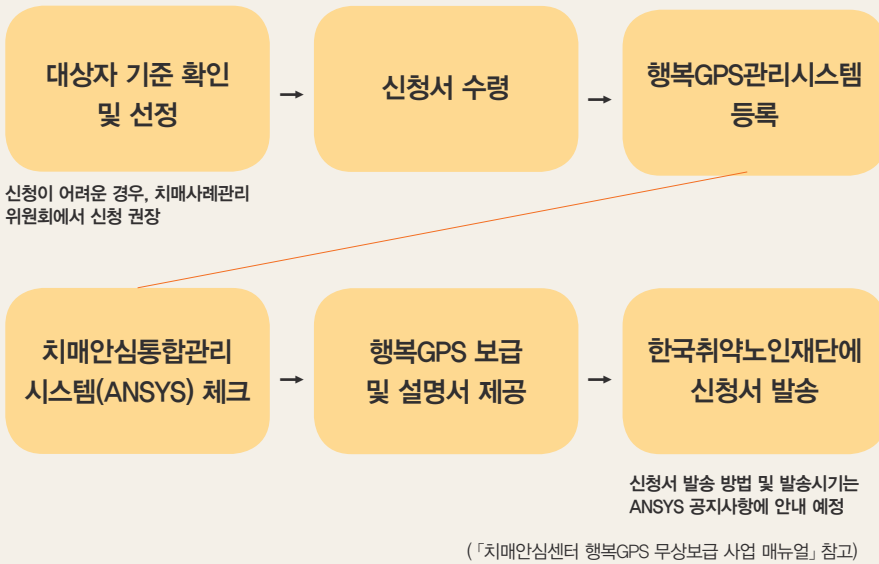 대상자 기준 확인
및 선정
신청서 수령
행복GPS관리시스템
등록
신청이 어려운 경우, 치매사례관리
위원회에서 신청 권장
치매안심통합관리
시스템(ANSYS) 체크
행복GPS 보급
및 설명서 제공
한국취약노인재단에
신청서 발송
신청서 발송 방법 및 발송시기는
ANSYS 공지사항에 안내 예정
(「치매안심센터 행복GPS 무상보급 사업 매뉴얼」 참고)